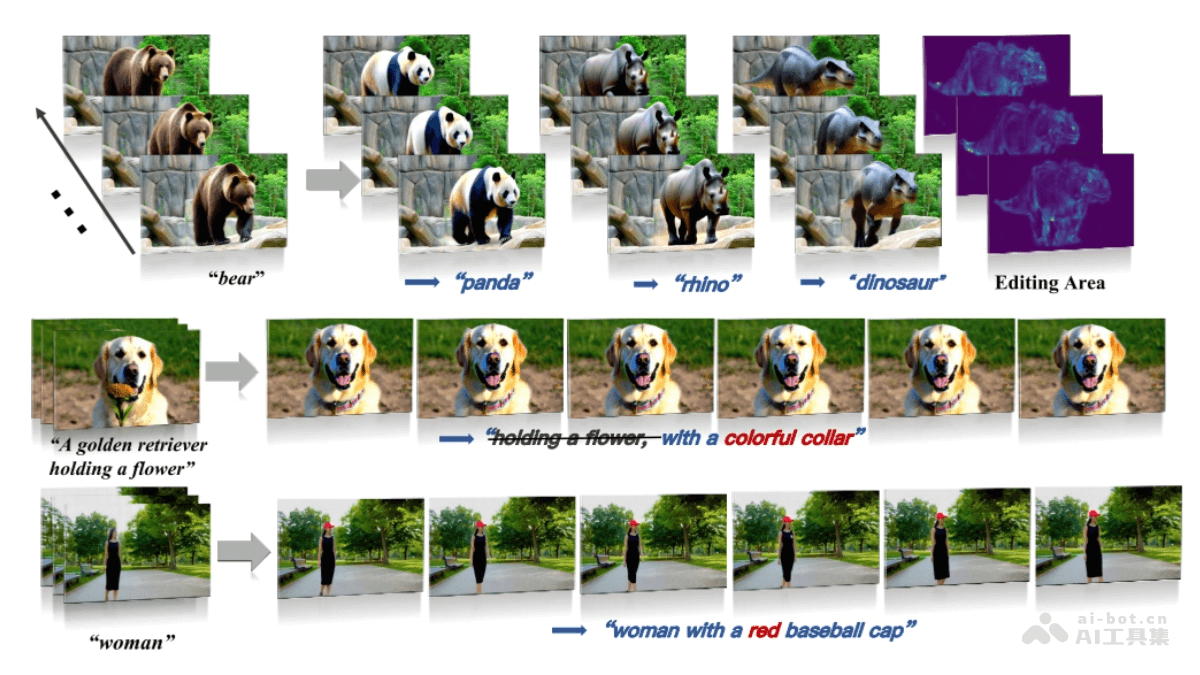 “bear”
“panda”
“rhino”
“dinosaur”
Editing Area
“A golden retriever
holding a flower”
“holding a flower, with a colorful collar”
“woman”
“woman with a red baseball cap”
ai-bot.cn
AI工具集